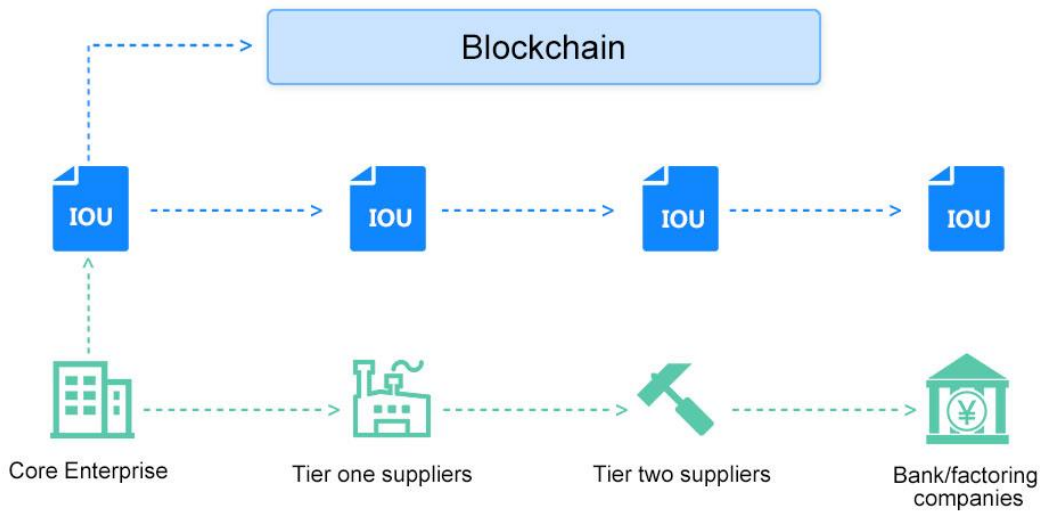 Blockchain
IOU
IOU
IOU
IOU
¥
Core Enterprise
Tier one suppliers
Tier two suppliers
Bank/factoring
companies